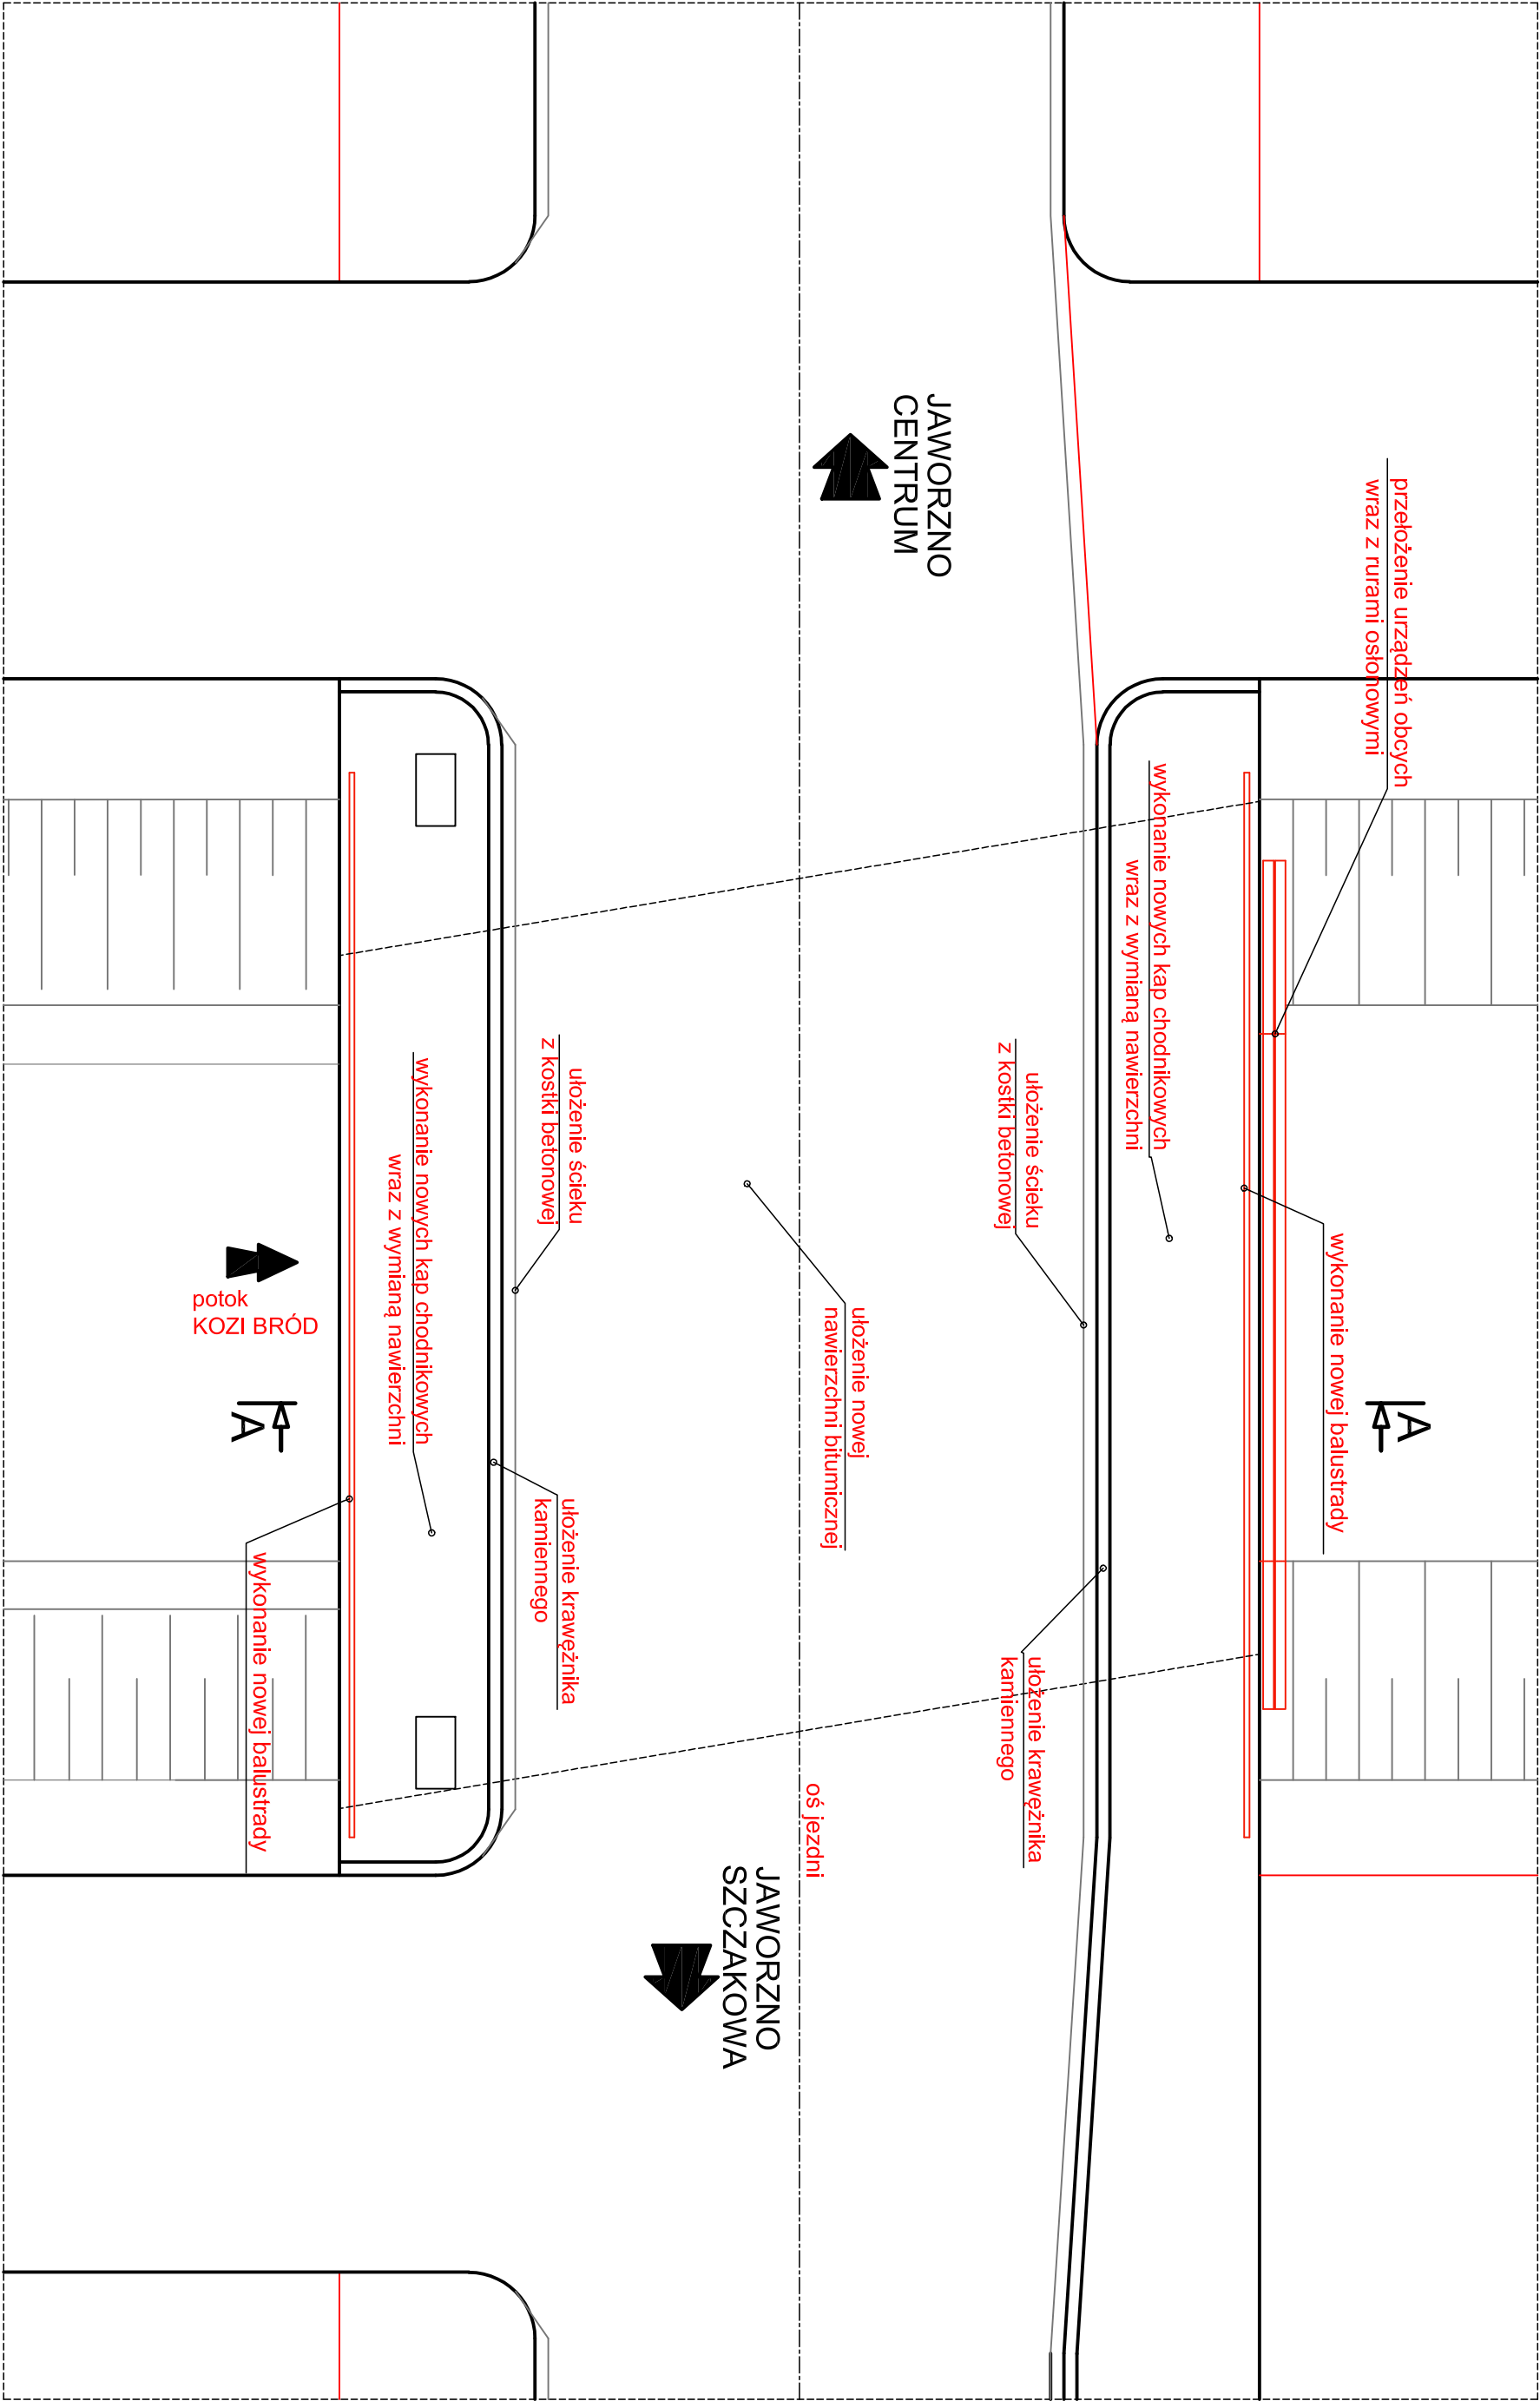 przełożenie urządzeń obcych
wraz z rurami osłonowymi
JAWORZNO
CENTRUM
wykonanie nowych kap chodnikowych
wraz z wymianą nawierzchni
wykonanie nowej balustrady
A
ułożenie ścieku
z kostki betonowej
ułożenie krawężnika
kamiennego
ułożenie nowej
nawierzchni bitumicznej
oś jezdni
JAWORZNO
SZCZAKOWA
ułożenie ścieku
z kostki betonowej
ułożenie krawężnika
kamiennego
wykonanie nowych kap chodnikowych
wraz z wymianą nawierzchni
potok
KOZI BRÓD
A
wykonanie nowej balustrady